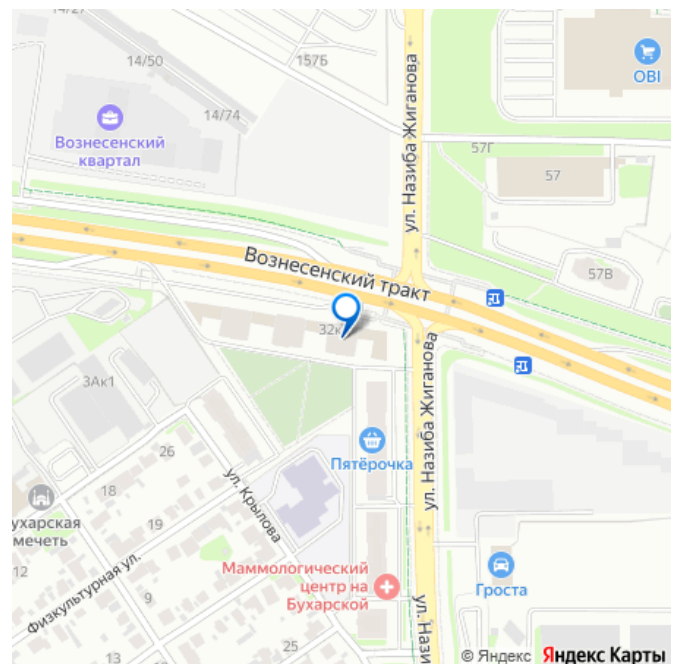 14/27
14/50
157Б
14/74
OBI
ул. Назиба Жиганова
Вознесенский
квартал
57Г
57
57В
Вознесенский тракт
32к
3Ак1
ул. Назиба Жиганова
26
Пятёрочка
18
ул. Крылова
ухарская
мечеть
19
12
Физкультурная ул.
Маммологический
центр на
Бухарской
Гроста
9
ул. Нази
25
13
© Яндекс Яндекс Карты